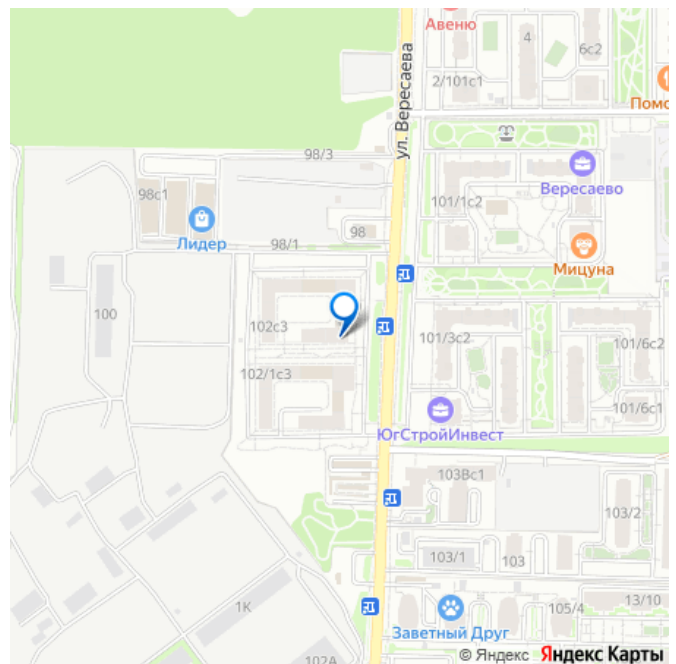 Авеню
4
6с2
2/101с1
Помо
ул. Вересаева
98/3
98с1
Вересаево
101/1с2
98
Лидер
98/1
Мицуна
100
102с3
101/3с2
101/6с2
102/1с3
101/6с1
ЮгСтройИнвест
103Вс1
103/2
103/1
103
1К
13/10
105/4
Заветный Друг
102А
© Яндекс Яндекс Карты